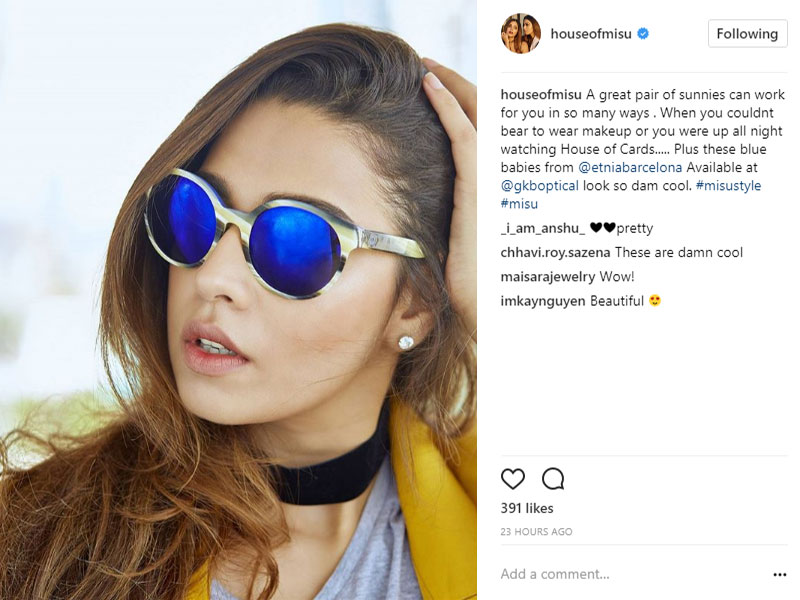 houseofmisu
Following
houseofmisu A great pair of sunnies can work
for you in so many ways . When you couldnt
bear to wear makeup or you were up all night
watching House of Cards..... Plus these blue
babies from @etniabarcelona Available at
@gkboptical look so dam cool. #misustyle
#misu
_i_am_anshu_ 🖤🖤pretty
chhavi.roy.sazena These are damn cool
maisarajewelry Wow!
imkaynguyen Beautiful 😍
391 likes
23 HOURS AGO
Add a comment...